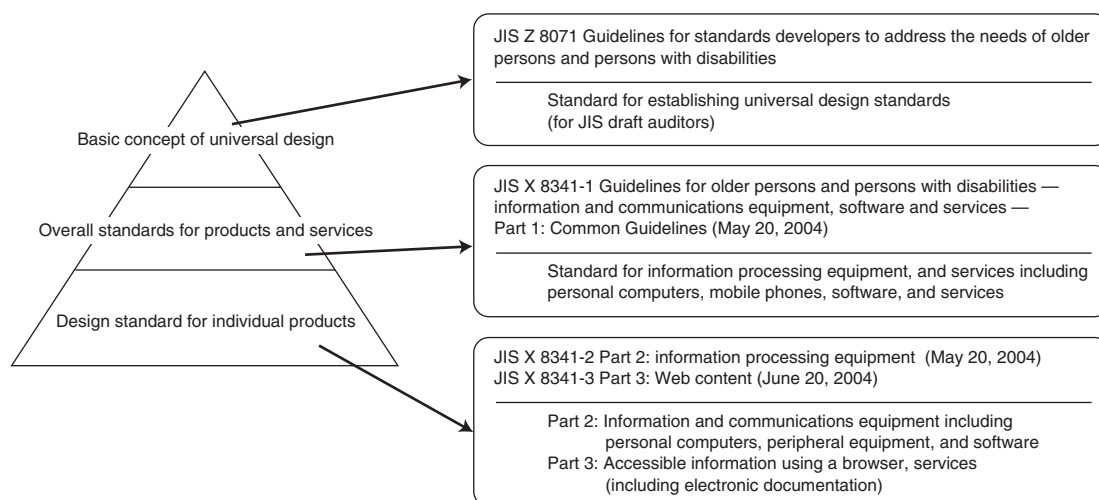 Basic concept of universal design
Overall standards for products and services
Design standard for individual products
JIS Z 8071 Guidelines for standards developers to address the needs of older
persons and persons with disabilities
Standard for establishing universal design standards
(for JIS draft auditors)
JIS X 8341-1 Guidelines for older persons and persons with disabilities —
information and communications equipment, software and services —
Part 1: Common Guidelines (May 20, 2004)
Standard for information processing equipment, and services including
personal computers, mobile phones, software, and services
JIS X 8341-2 Part 2: information processing equipment (May 20, 2004)
JIS X 8341-3 Part 3: Web content (June 20, 2004)
Part 2: Information and communications equipment including
personal computers, peripheral equipment, and software
Part 3: Accessible information using a browser, services
(including electronic documentation)